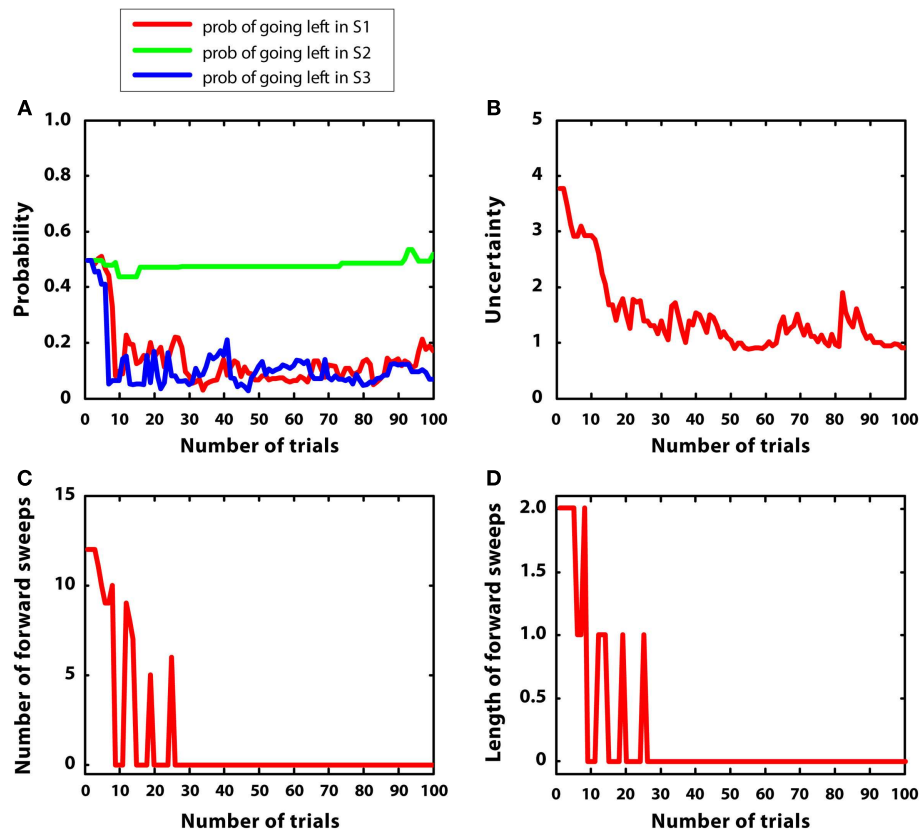 prob of going left in S1
prob of going left in S2
prob of going left in S3
A
1.0
0.8
0.6
0.4
0.2
0
Probability
0 10 20 30 40 50 60 70 80 90 100
Number of trials
B
5
4
3
2
1
0
Uncertainty
0 10 20 30 40 50 60 70 80 90 100
Number of trials
C
15
10
5
0
Number of forward sweeps
0 10 20 30 40 50 60 70 80 90 100
Number of trials
D
2.0
1.5
1.0
0.5
0
Length of forward sweeps
0 10 20 30 40 50 60 70 80 90 100
Number of trials